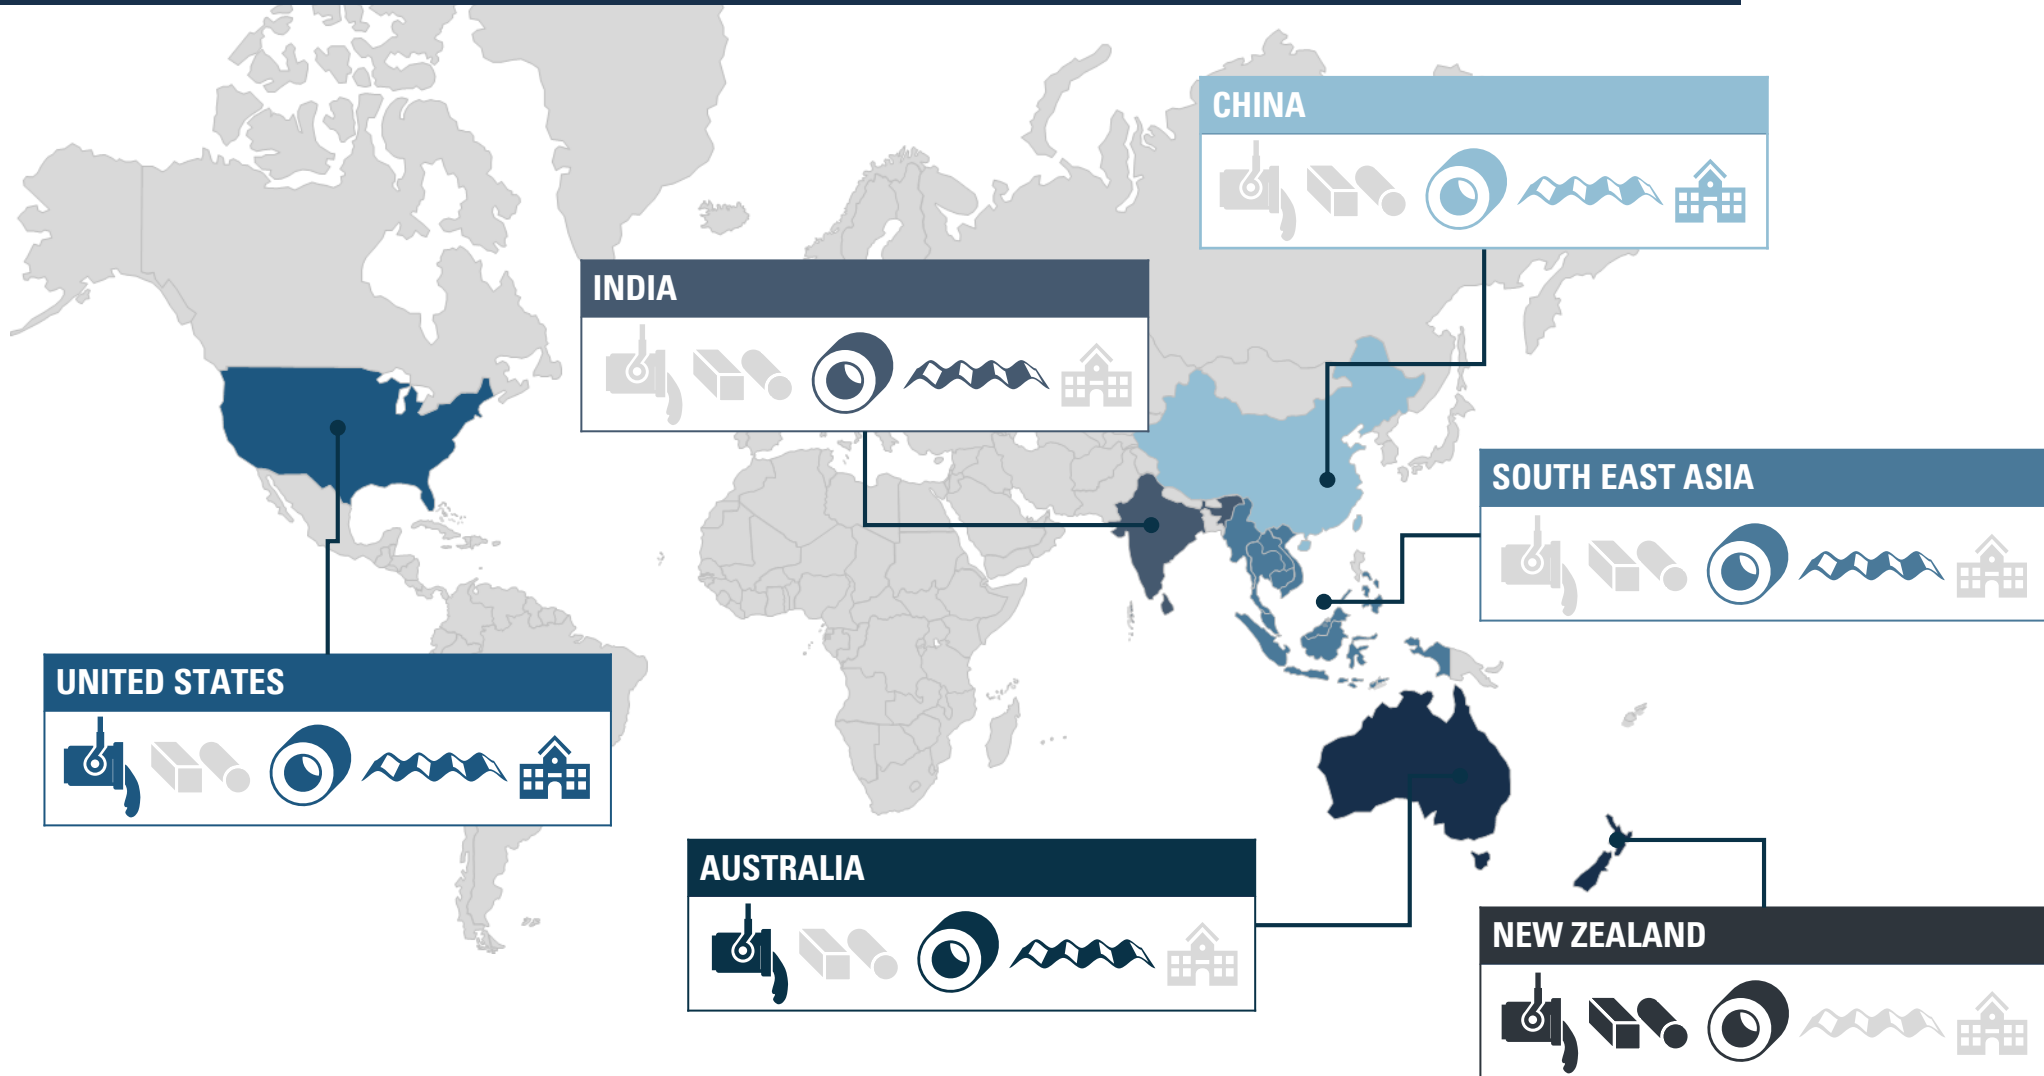 CHINA
INDIA
SOUTH EAST ASIA
UNITED STATES
AUSTRALIA
NEW ZEALAND